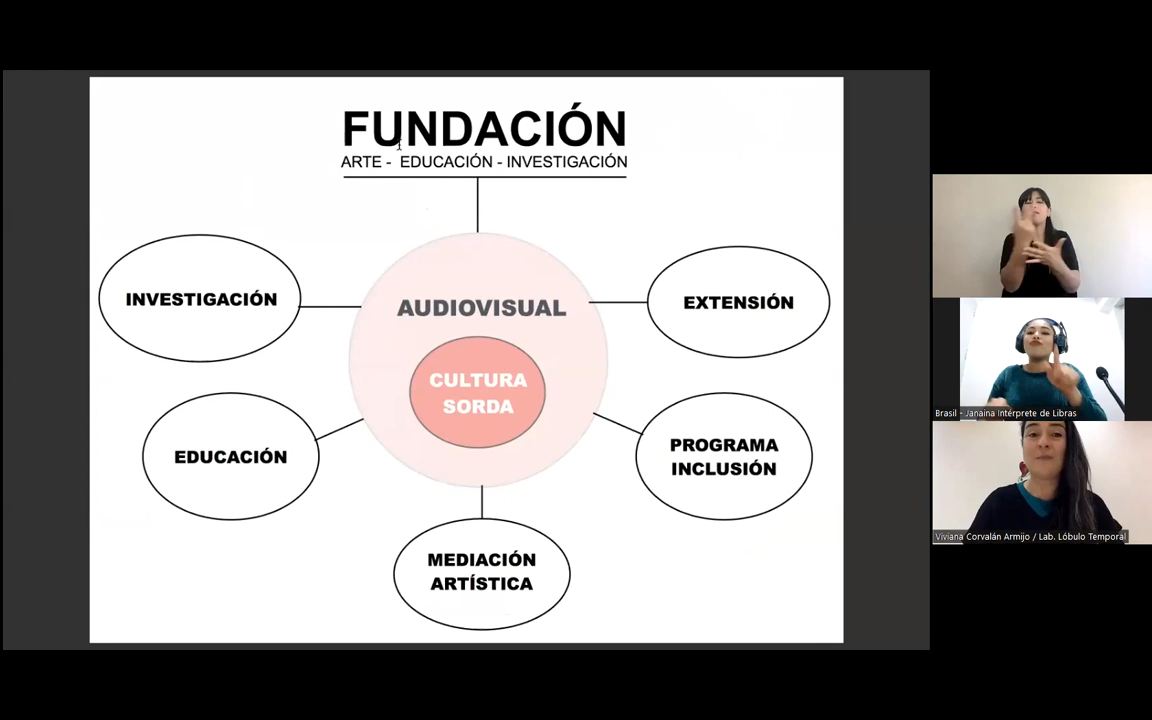 FUNDACIÓN
ARTE - EDUCACIÓN - INVESTIGACIÓN
INVESTIGACIÓN
AUDIOVISUAL
EXTENSIÓN
CULTURA
SORDA
EDUCACIÓN
PROGRAMA
INCLUSIÓN
MEDIACIÓN
ARTÍSTICA
Brasil - Janaina Intérprete de Libras
Viviana Corvalán Armijo / Lab. Lóbulo Temporal